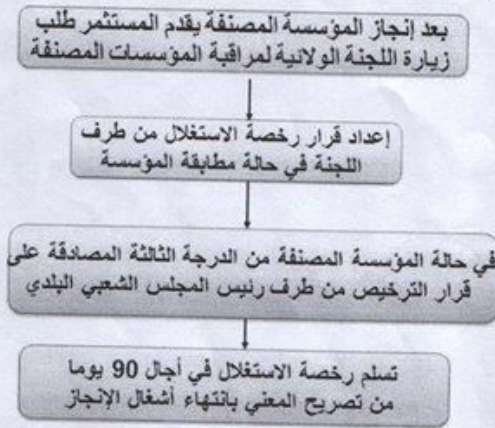 بعد إنجاز المؤسسة المصنفة يقدم المستثمر طلب
زيارة اللجنة الولائية لمراقبة المؤسسات المصنفة
إعداد قرار رخصة الاستغلال من طرف
اللجنة في حالة مطابقة المؤسسة
في حالة المؤسسة المصنفة من الدرجة الثالثة المصادقة على
قرار الترخيص من طرف رئيس المجلس الشعبي البلدي
تسلم رخصة الاستغلال في أجال 90 يوما
من تصريح المعني بانتهاء أشغال الإنجاز